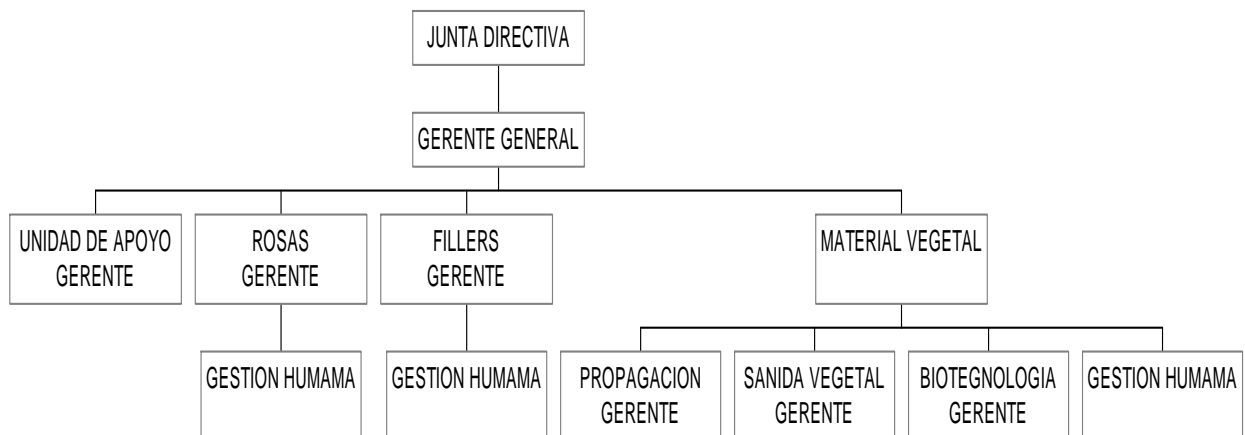 JUNTA DIRECTIVA
GERENTE GENERAL
UNIDAD DE APOYO
GERENTE
ROSAS
GERENTE
FILLERS
GERENTE
MATERIAL VEGETAL
GESTION HUMAMA
GESTION HUMAMA
PROPAGACION
GERENTE
SANIDA VEGETAL
GERENTE
BIOTEGNOLOGIA
GERENTE
GESTION HUMAMA